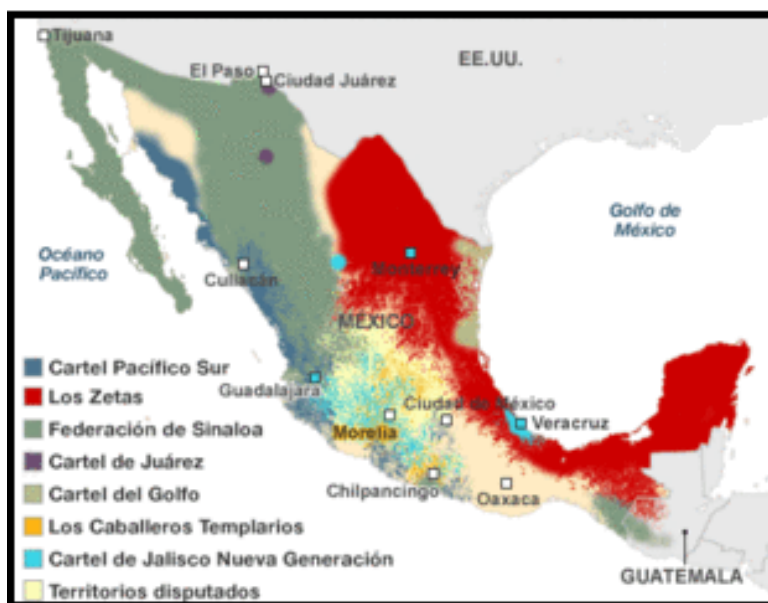 Tijuana
El Paso
Ciudad Juárez
EE.UU.
Golfo de
México
Océano
Pacífico
Culiacán
Monterrey
MÉXICO
Cartel Pacífico Sur
Guadalajara
Los Zetas
Ciudad de México
Veracruz
Federación de Sinaloa
Morelia
Cartel de Juárez
Chilpancingo
Oaxaca
Cartel del Golfo
Los Caballeros Templarios
Cartel de Jalisco Nueva Generación
GUATEMALA
Territorios disputados